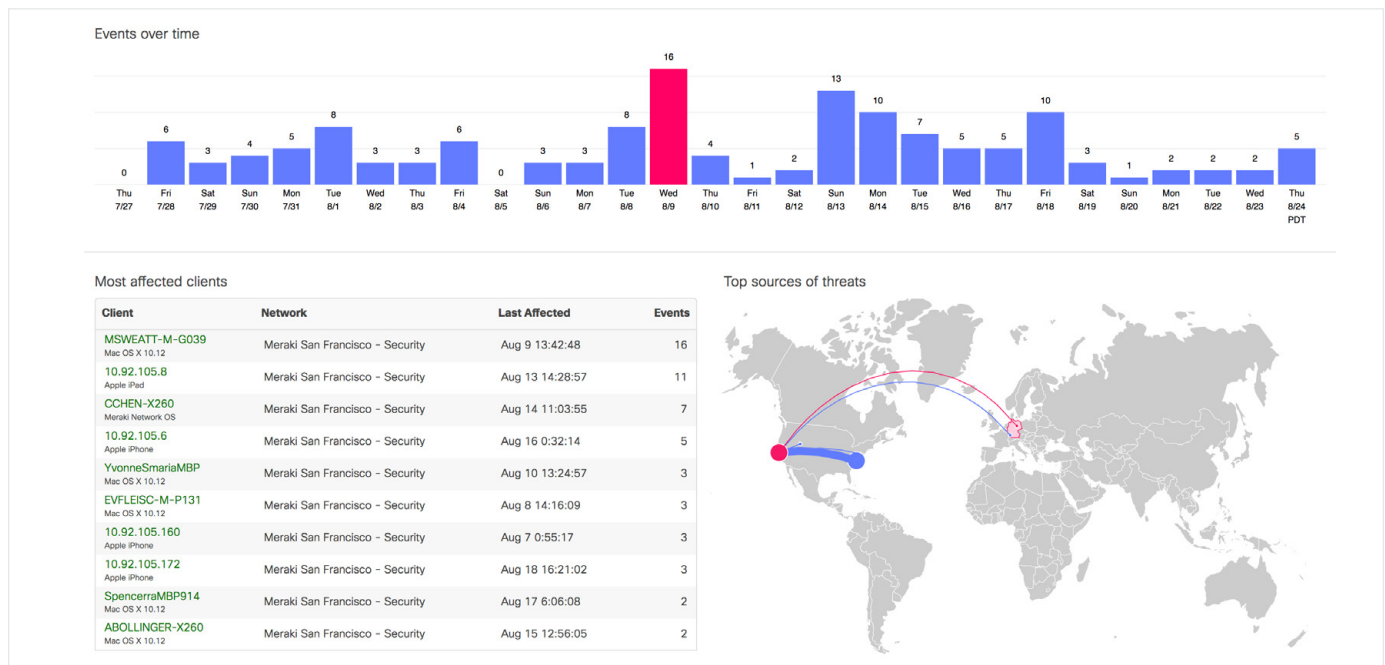 Events over time
16
13
10
10
8
8
7
6
6
5
5
5
5
4
4
3
3
3
3
3
3
2
2
2
2
1
1
0
0
Thu Fri Sat Sun Mon Tue Wed Thu Fri Sat Sun Mon Tue Wed Thu Fri Sat Sun Mon Tue Wed Thu Fri Sat Sun Mon Tue Wed Thu
7/27 7/28 7/29 7/30 7/31 8/1 8/2 8/3 8/4 8/5 8/6 8/7 8/8 8/9 8/10 8/11 8/12 8/13 8/14 8/15 8/16 8/17 8/18 8/19 8/20 8/21 8/22 8/23 8/24
PDT
Most affected clients
Top sources of threats
Client Network Last Affected Events
MSWEATT-M-G039
Mac OS X 10.12
Meraki San Francisco - Security Aug 9 13:42:48 16
10.92.105.8
Apple iPad
Meraki San Francisco - Security Aug 13 14:28:57 11
CCHEN-X260
Meraki Network OS
Meraki San Francisco - Security Aug 14 11:03:55 7
10.92.105.6
Apple iPhone
Meraki San Francisco - Security Aug 16 0:32:14 5
YvonneSmariaMBP
Mac OS X 10.12
Meraki San Francisco - Security Aug 10 13:24:57 3
EVFLEISC-M-P131
Mac OS X 10.12
Meraki San Francisco - Security Aug 8 14:16:09 3
10.92.105.160
Apple iPhone
Meraki San Francisco - Security Aug 7 0:55:17 3
10.92.105.172
Apple iPhone
Meraki San Francisco - Security Aug 18 16:21:02 3
SpencerraMBP914
Mac OS X 10.12
Meraki San Francisco - Security Aug 17 6:06:08 2
ABOLLINGER-X260
Mac OS X 10.12
Meraki San Francisco - Security Aug 15 12:56:05 2